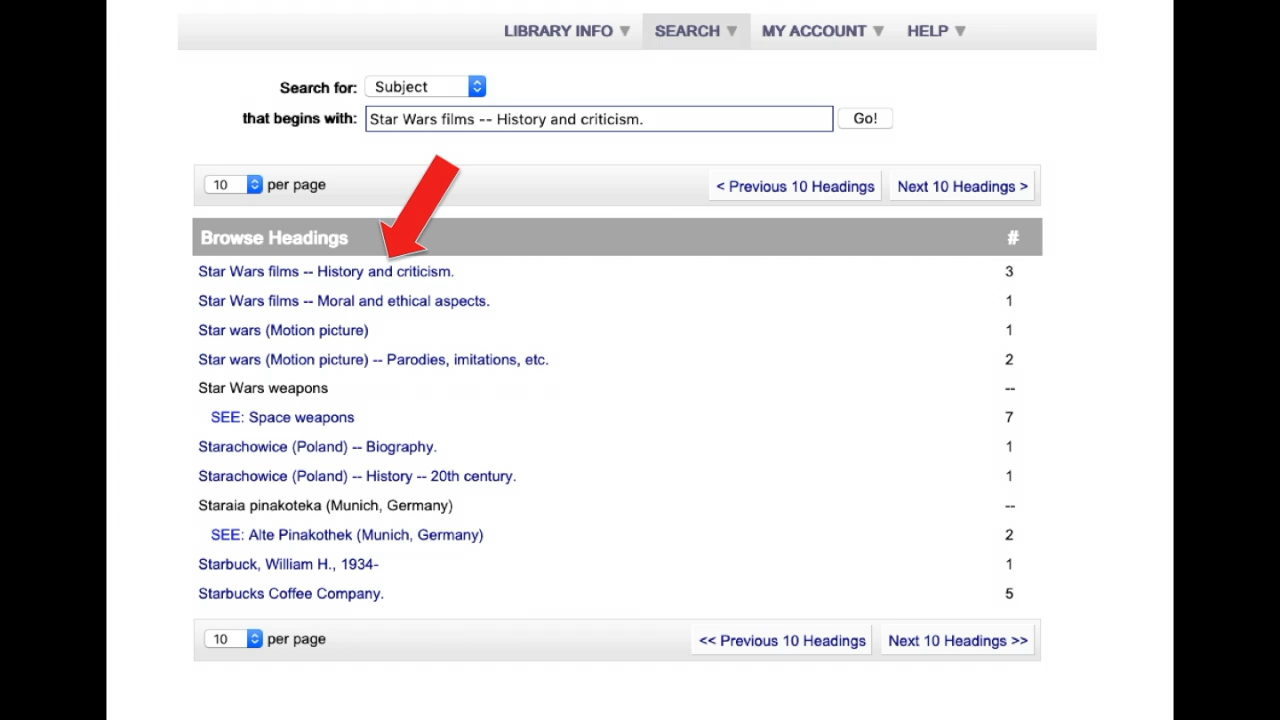 LIBRARY INFO ▼ SEARCH ▼ MY ACCOUNT ▼ HELP ▼
Search for: Subject
that begins with: Star Wars films -- History and criticism. Go!
10 per page < Previous 10 Headings Next 10 Headings >
Browse Headings #
Star Wars films -- History and criticism. 3
Star Wars films -- Moral and ethical aspects. 1
Star wars (Motion picture) 1
Star wars (Motion picture) -- Parodies, imitations, etc. 2
Star Wars weapons --
SEE: Space weapons 7
Starachowice (Poland) -- Biography. 1
Starachowice (Poland) -- History -- 20th century. 1
Staraia pinakoteka (Munich, Germany) --
SEE: Alte Pinakothek (Munich, Germany) 2
Starbuck, William H., 1934- 1
Starbucks Coffee Company. 5
10 per page << Previous 10 Headings Next 10 Headings >>